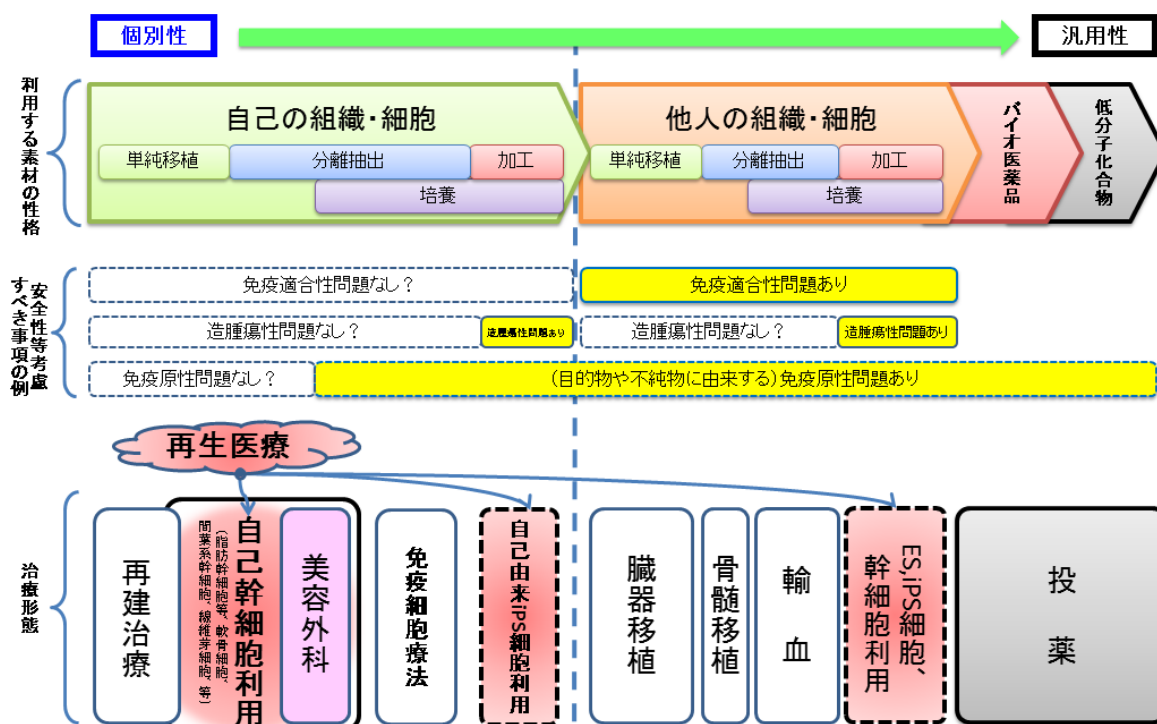 個別性
汎用性
利用する素材の性格
自己の組織・細胞
他人の組織・細胞
バイオ医薬品
低分子化合物
単純移植
分離抽出
加工
単純移植
分離抽出
加工
培養
培養
安全性等考慮
すべき事項の例
免疫適合性問題なし？
免疫適合性問題あり
造腫瘍性問題なし？
造腫瘍性問題あり
造腫瘍性問題なし？
造腫瘍性問題あり
免疫原性問題なし？
(目的物や不純物に由来する)免疫原性問題あり
再生医療
治療形態
再建治療
自己幹細胞利用
（脂肪幹細胞等、軟骨細胞、
間葉系幹細胞、線維芽細胞、等）
美容外科
免疫細胞療法
自己由来iPS細胞利用
臓器移植
骨髄移植
輸血
ES,iPS細胞、
幹細胞利用
投薬